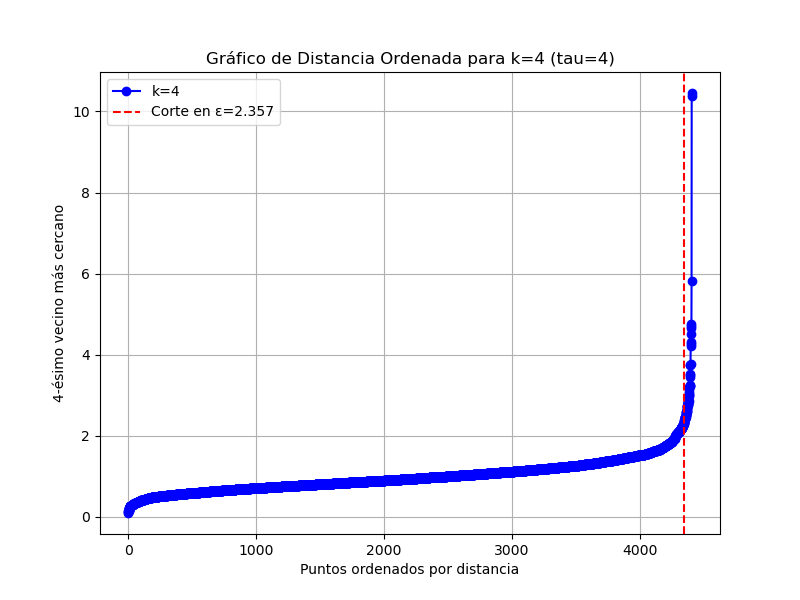 Gráfico de Distancia Ordenada para k=4 (tau=4)
k=4
Corte en ε=2.357
10
8
6
4
2
0
4-ésimo vecino más cercano
0 1000 2000 3000 4000
Puntos ordenados por distancia